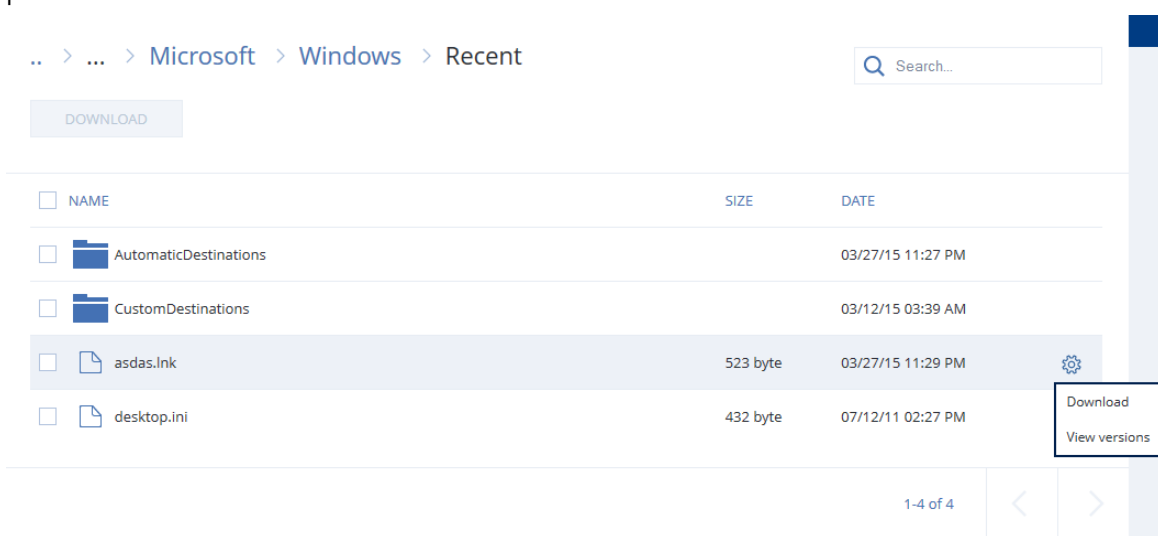 .. > ... > Microsoft > Windows > Recent
Search...
DOWNLOAD
NAME SIZE DATE
AutomaticDestinations 03/27/15 11:27 PM
CustomDestinations 03/12/15 03:39 AM
asdas.lnk 523 byte 03/27/15 11:29 PM
Download
desktop.ini 432 byte 07/12/11 02:27 PM
View versions
1-4 of 4